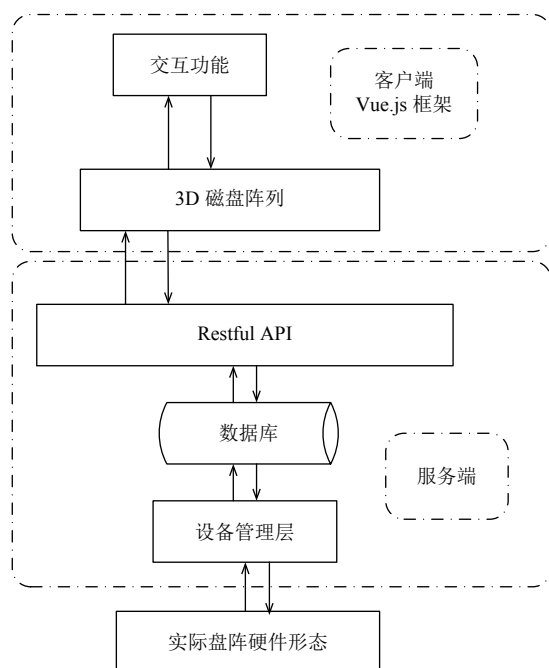 交互功能
客户端
Vue.js 框架
3D 磁盘阵列
Restful API
数据库
服务端
设备管理层
实际盘阵硬件形态